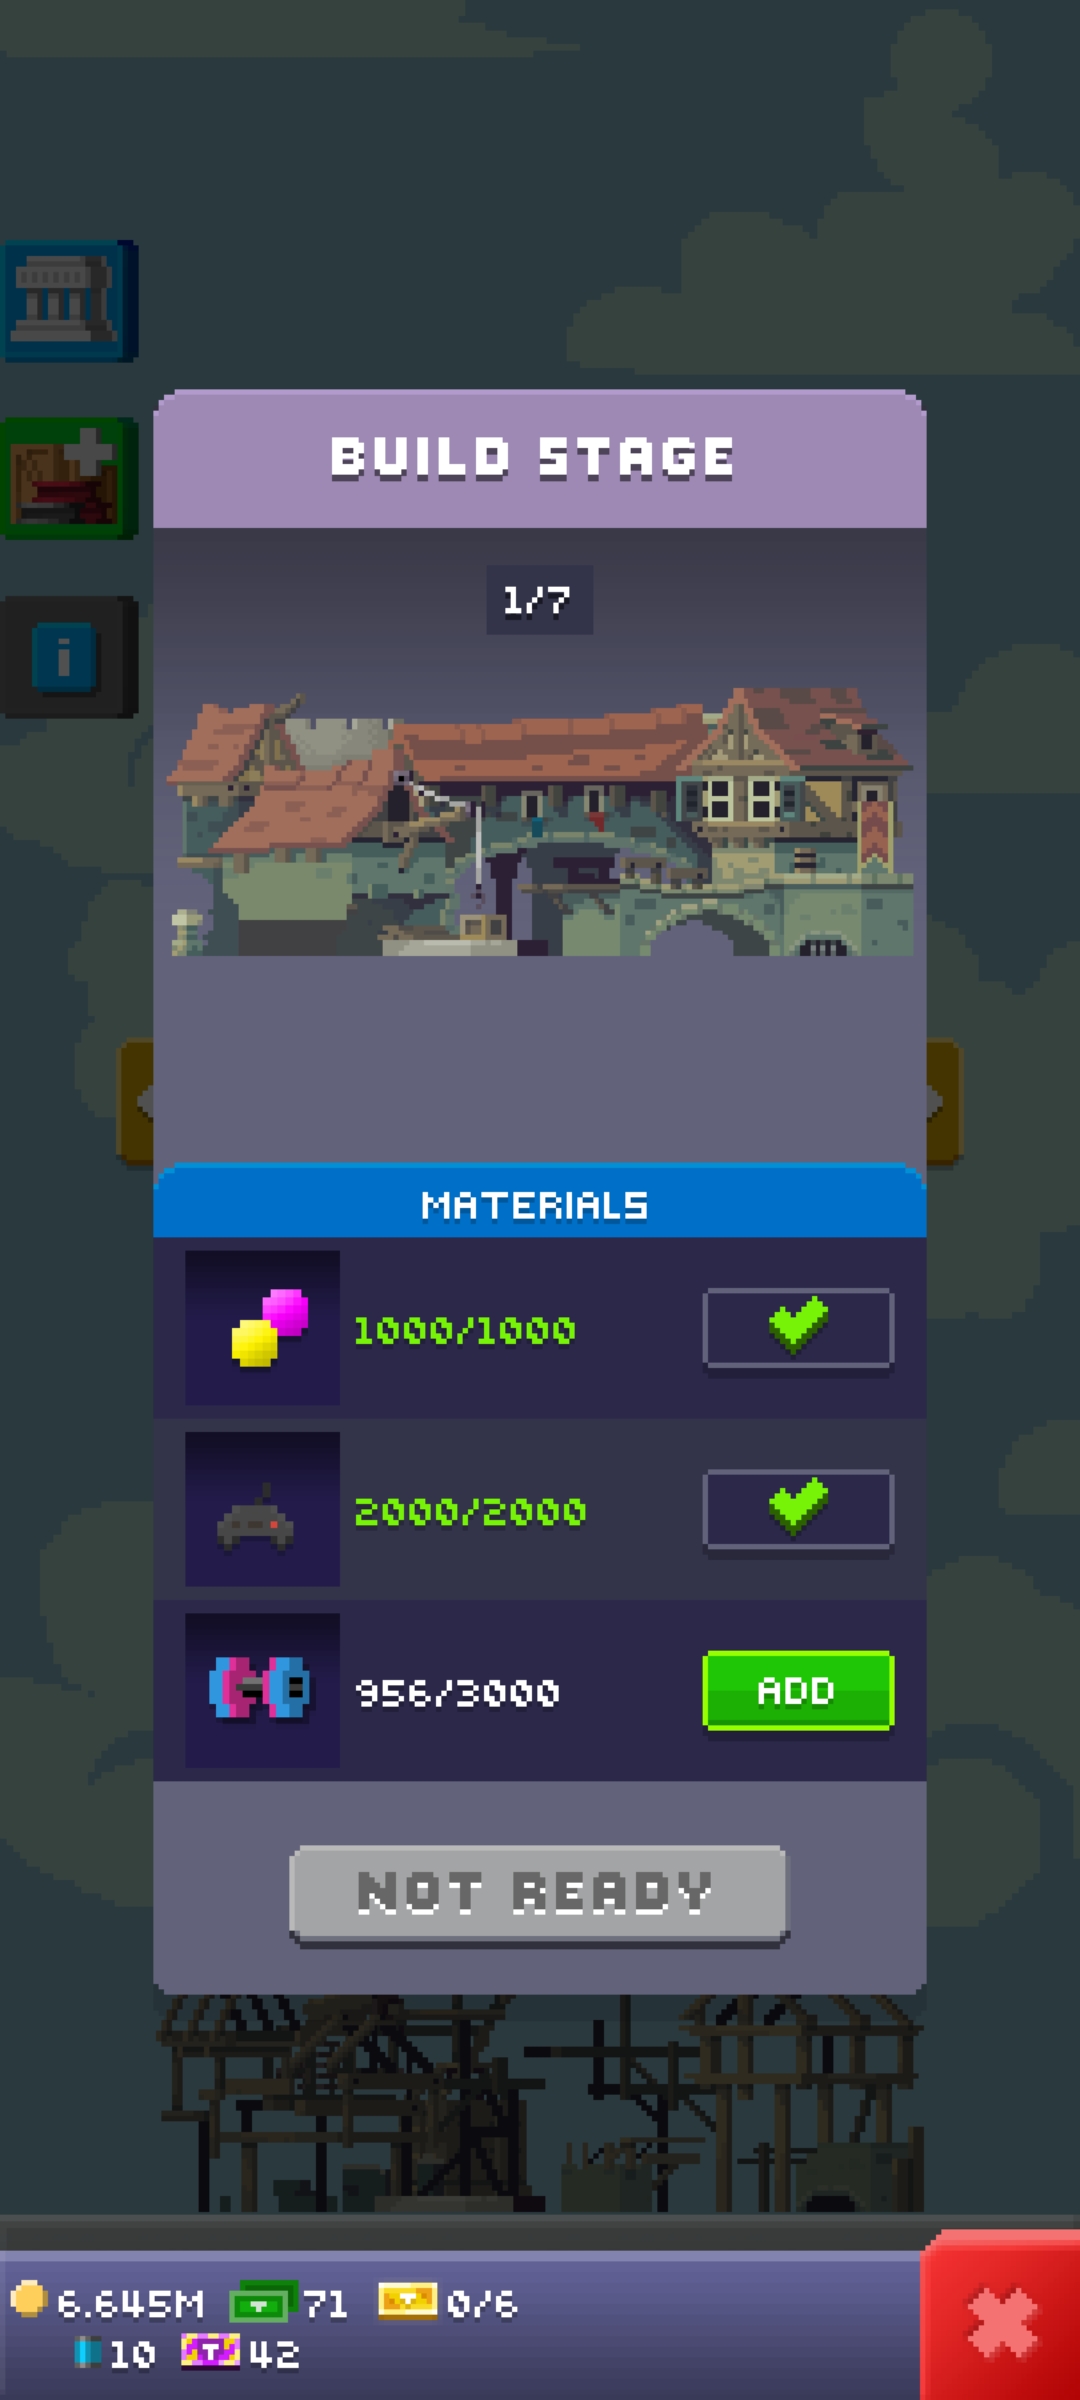 BUILD STAGE
1/7
i
MATERIALS
1000/1000
2000/2000
956/3000
ADD
NOT READY
6.645M 71 0/6
10 T 42